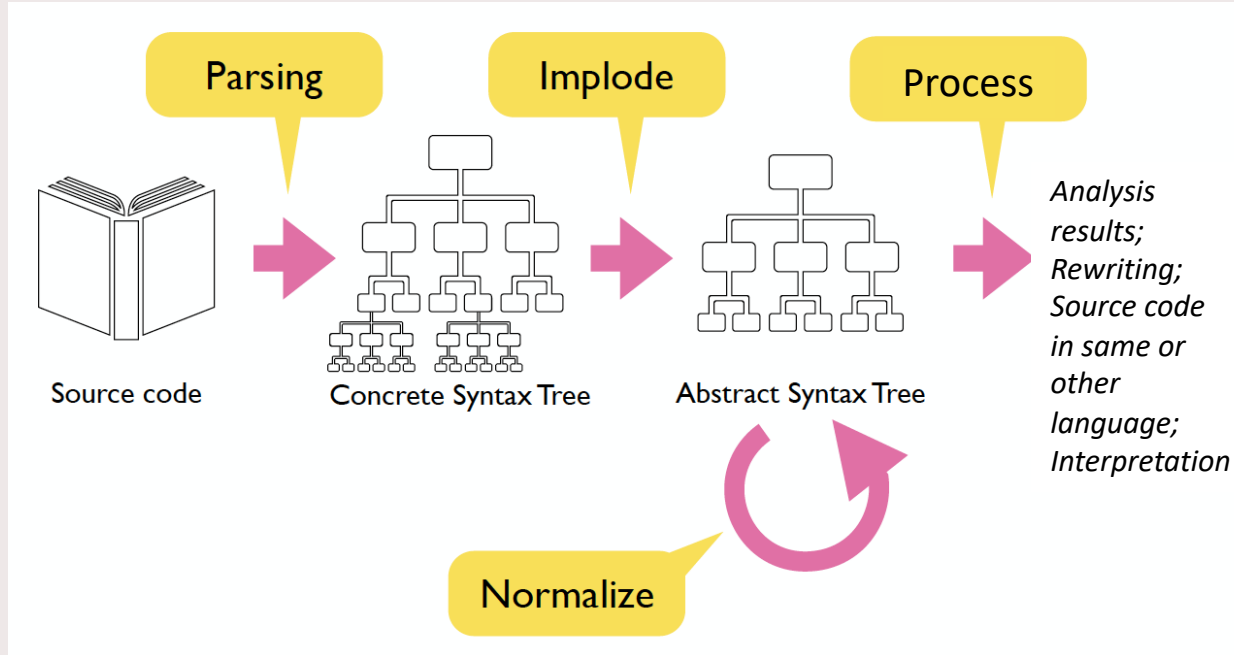 Parsing
Implode
Process
Analysis
results;
Rewriting;
Source code
in same or
other
language;
Interpretation
Source code
Concrete Syntax Tree
Abstract Syntax Tree
Normalize